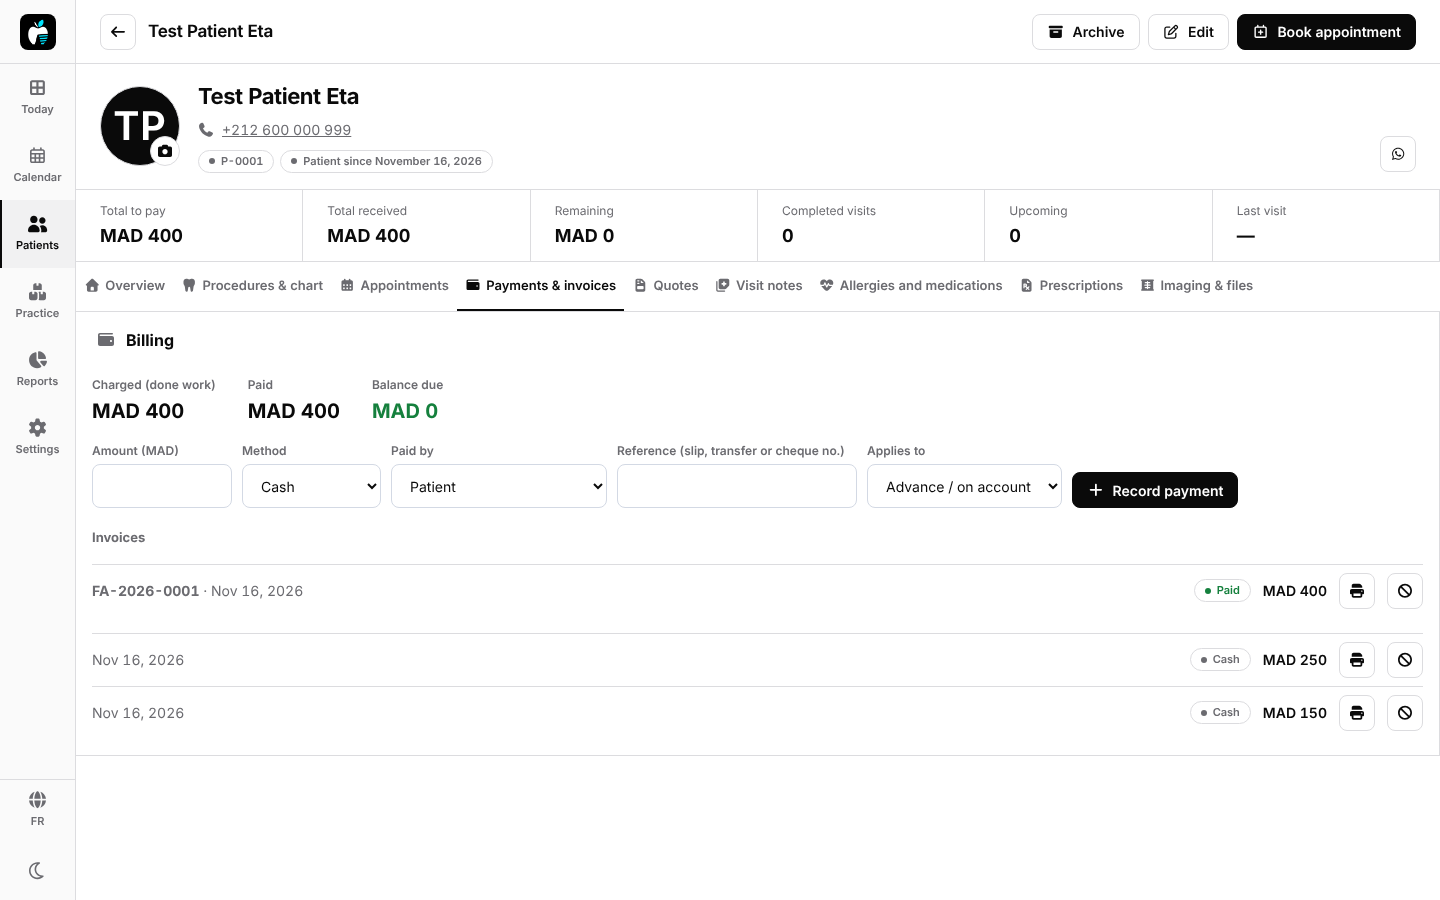 Test Patient Eta
Archive
Edit
Book appointment
Today
Calendar
Patients
Practice
Reports
Settings
FR
TP
Test Patient Eta
+212 600 000 999
P-0001
Patient since November 16, 2026
Total to pay
MAD 400
Total received
MAD 400
Remaining
MAD 0
Completed visits
0
Upcoming
0
Last visit
—
Overview
Procedures & chart
Appointments
Payments & invoices
Quotes
Visit notes
Allergies and medications
Prescriptions
Imaging & files
Billing
Charged (done work)
MAD 400
Paid
MAD 400
Balance due
MAD 0
Amount (MAD)
Method
Cash
Paid by
Patient
Reference (slip, transfer or cheque no.)
Applies to
Advance / on account
Record payment
Invoices
FA-2026-0001 · Nov 16, 2026
Paid
MAD 400
Nov 16, 2026
Cash
MAD 250
Nov 16, 2026
Cash
MAD 150